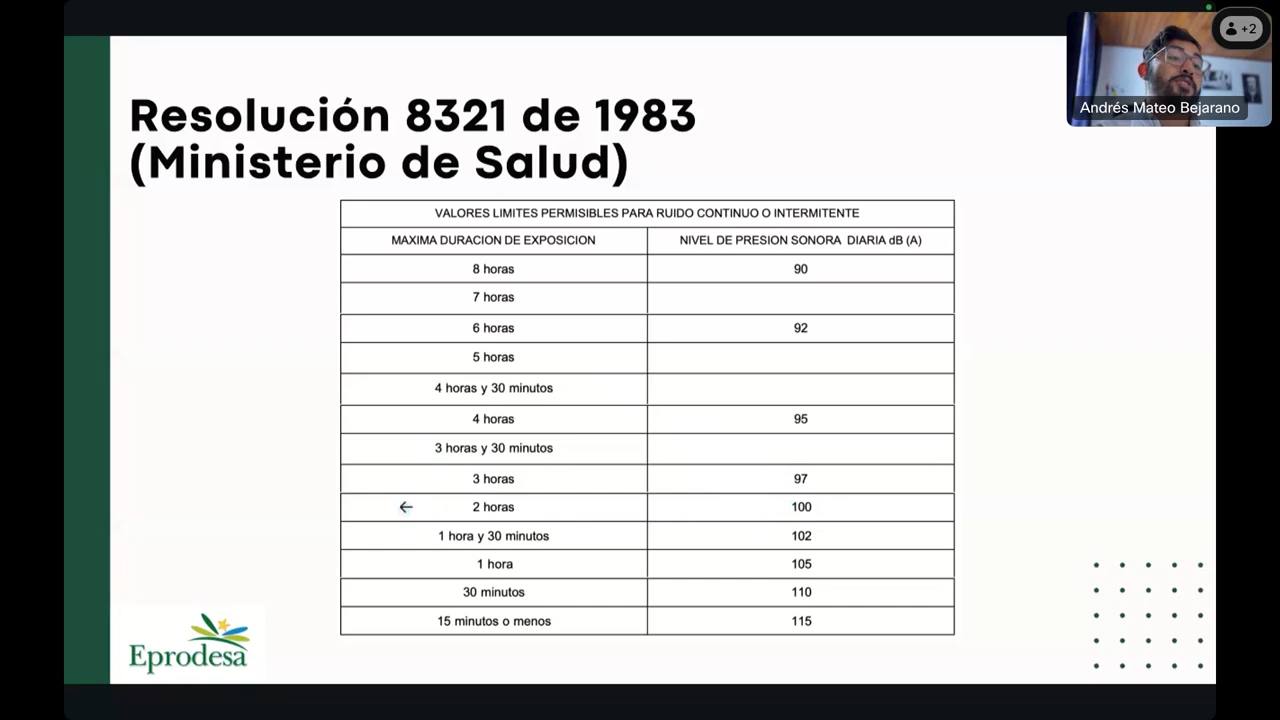 +2
Andrés Mateo Bejarano
Resolución 8321 de 1983
(Ministerio de Salud)
VALORES LIMITES PERMISIBLES PARA RUIDO CONTINUO O INTERMITENTE
MAXIMA DURACION DE EXPOSICION NIVEL DE PRESION SONORA DIARIA dB (A)
8 horas 90
7 horas
6 horas 92
5 horas
4 horas y 30 minutos
4 horas 95
3 horas y 30 minutos
3 horas 97
2 horas 100
1 hora y 30 minutos 102
1 hora 105
30 minutos 110
15 minutos o menos 115
Eprodesa